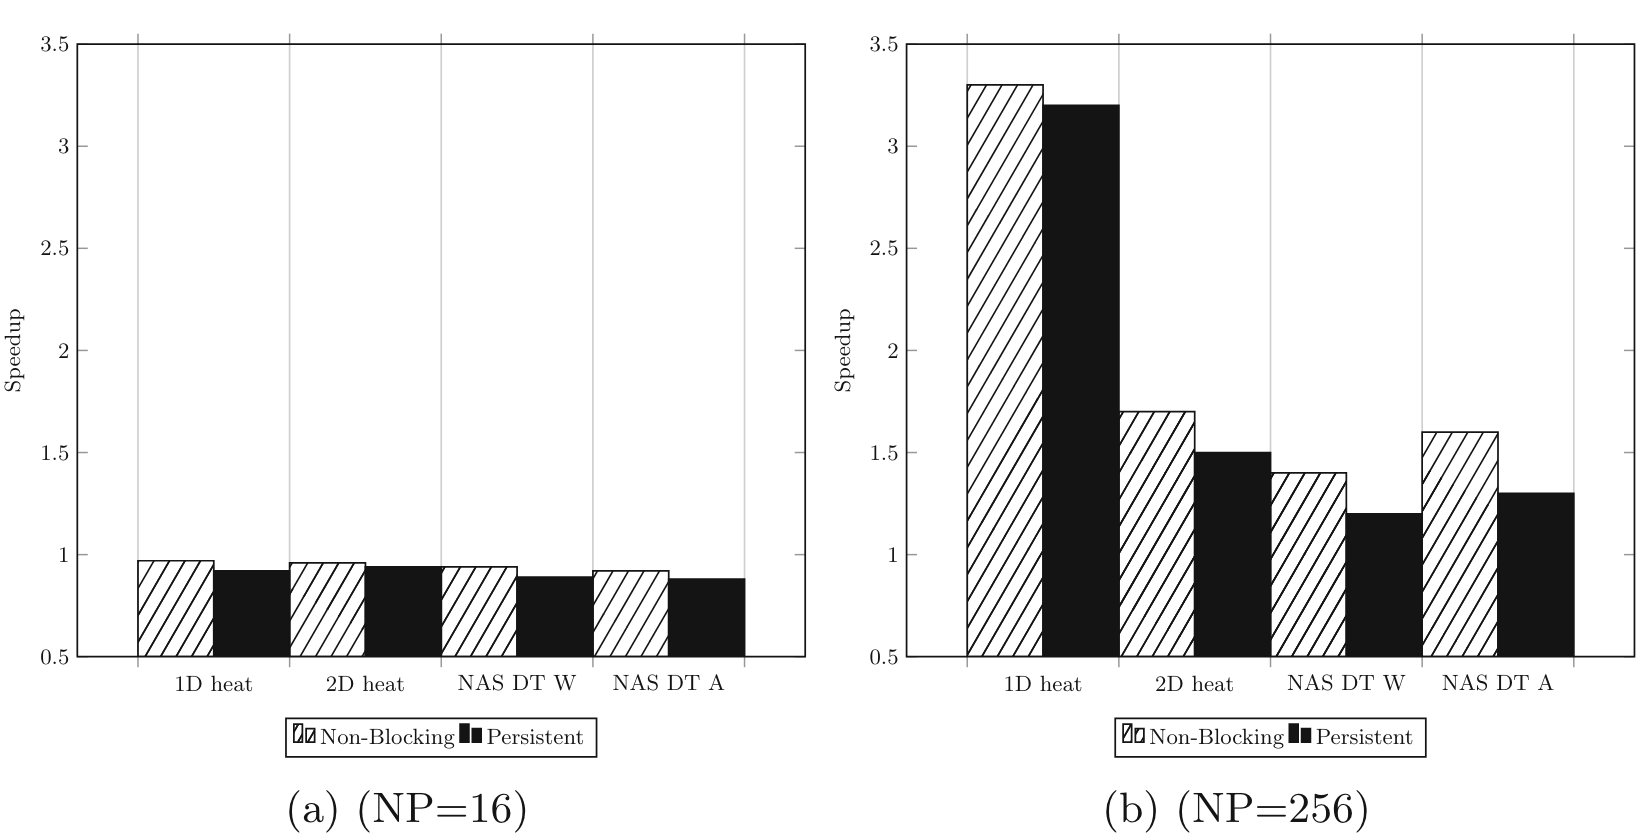 3.5
3
2.5
2
1.5
1
0.5
Speedup
1D heat 2D heat NAS DT W NAS DT A
Non-Blocking Persistent
(a) (NP=16)
3.5
3
2.5
2
1.5
1
0.5
Speedup
1D heat 2D heat NAS DT W NAS DT A
Non-Blocking Persistent
(b) (NP=256)